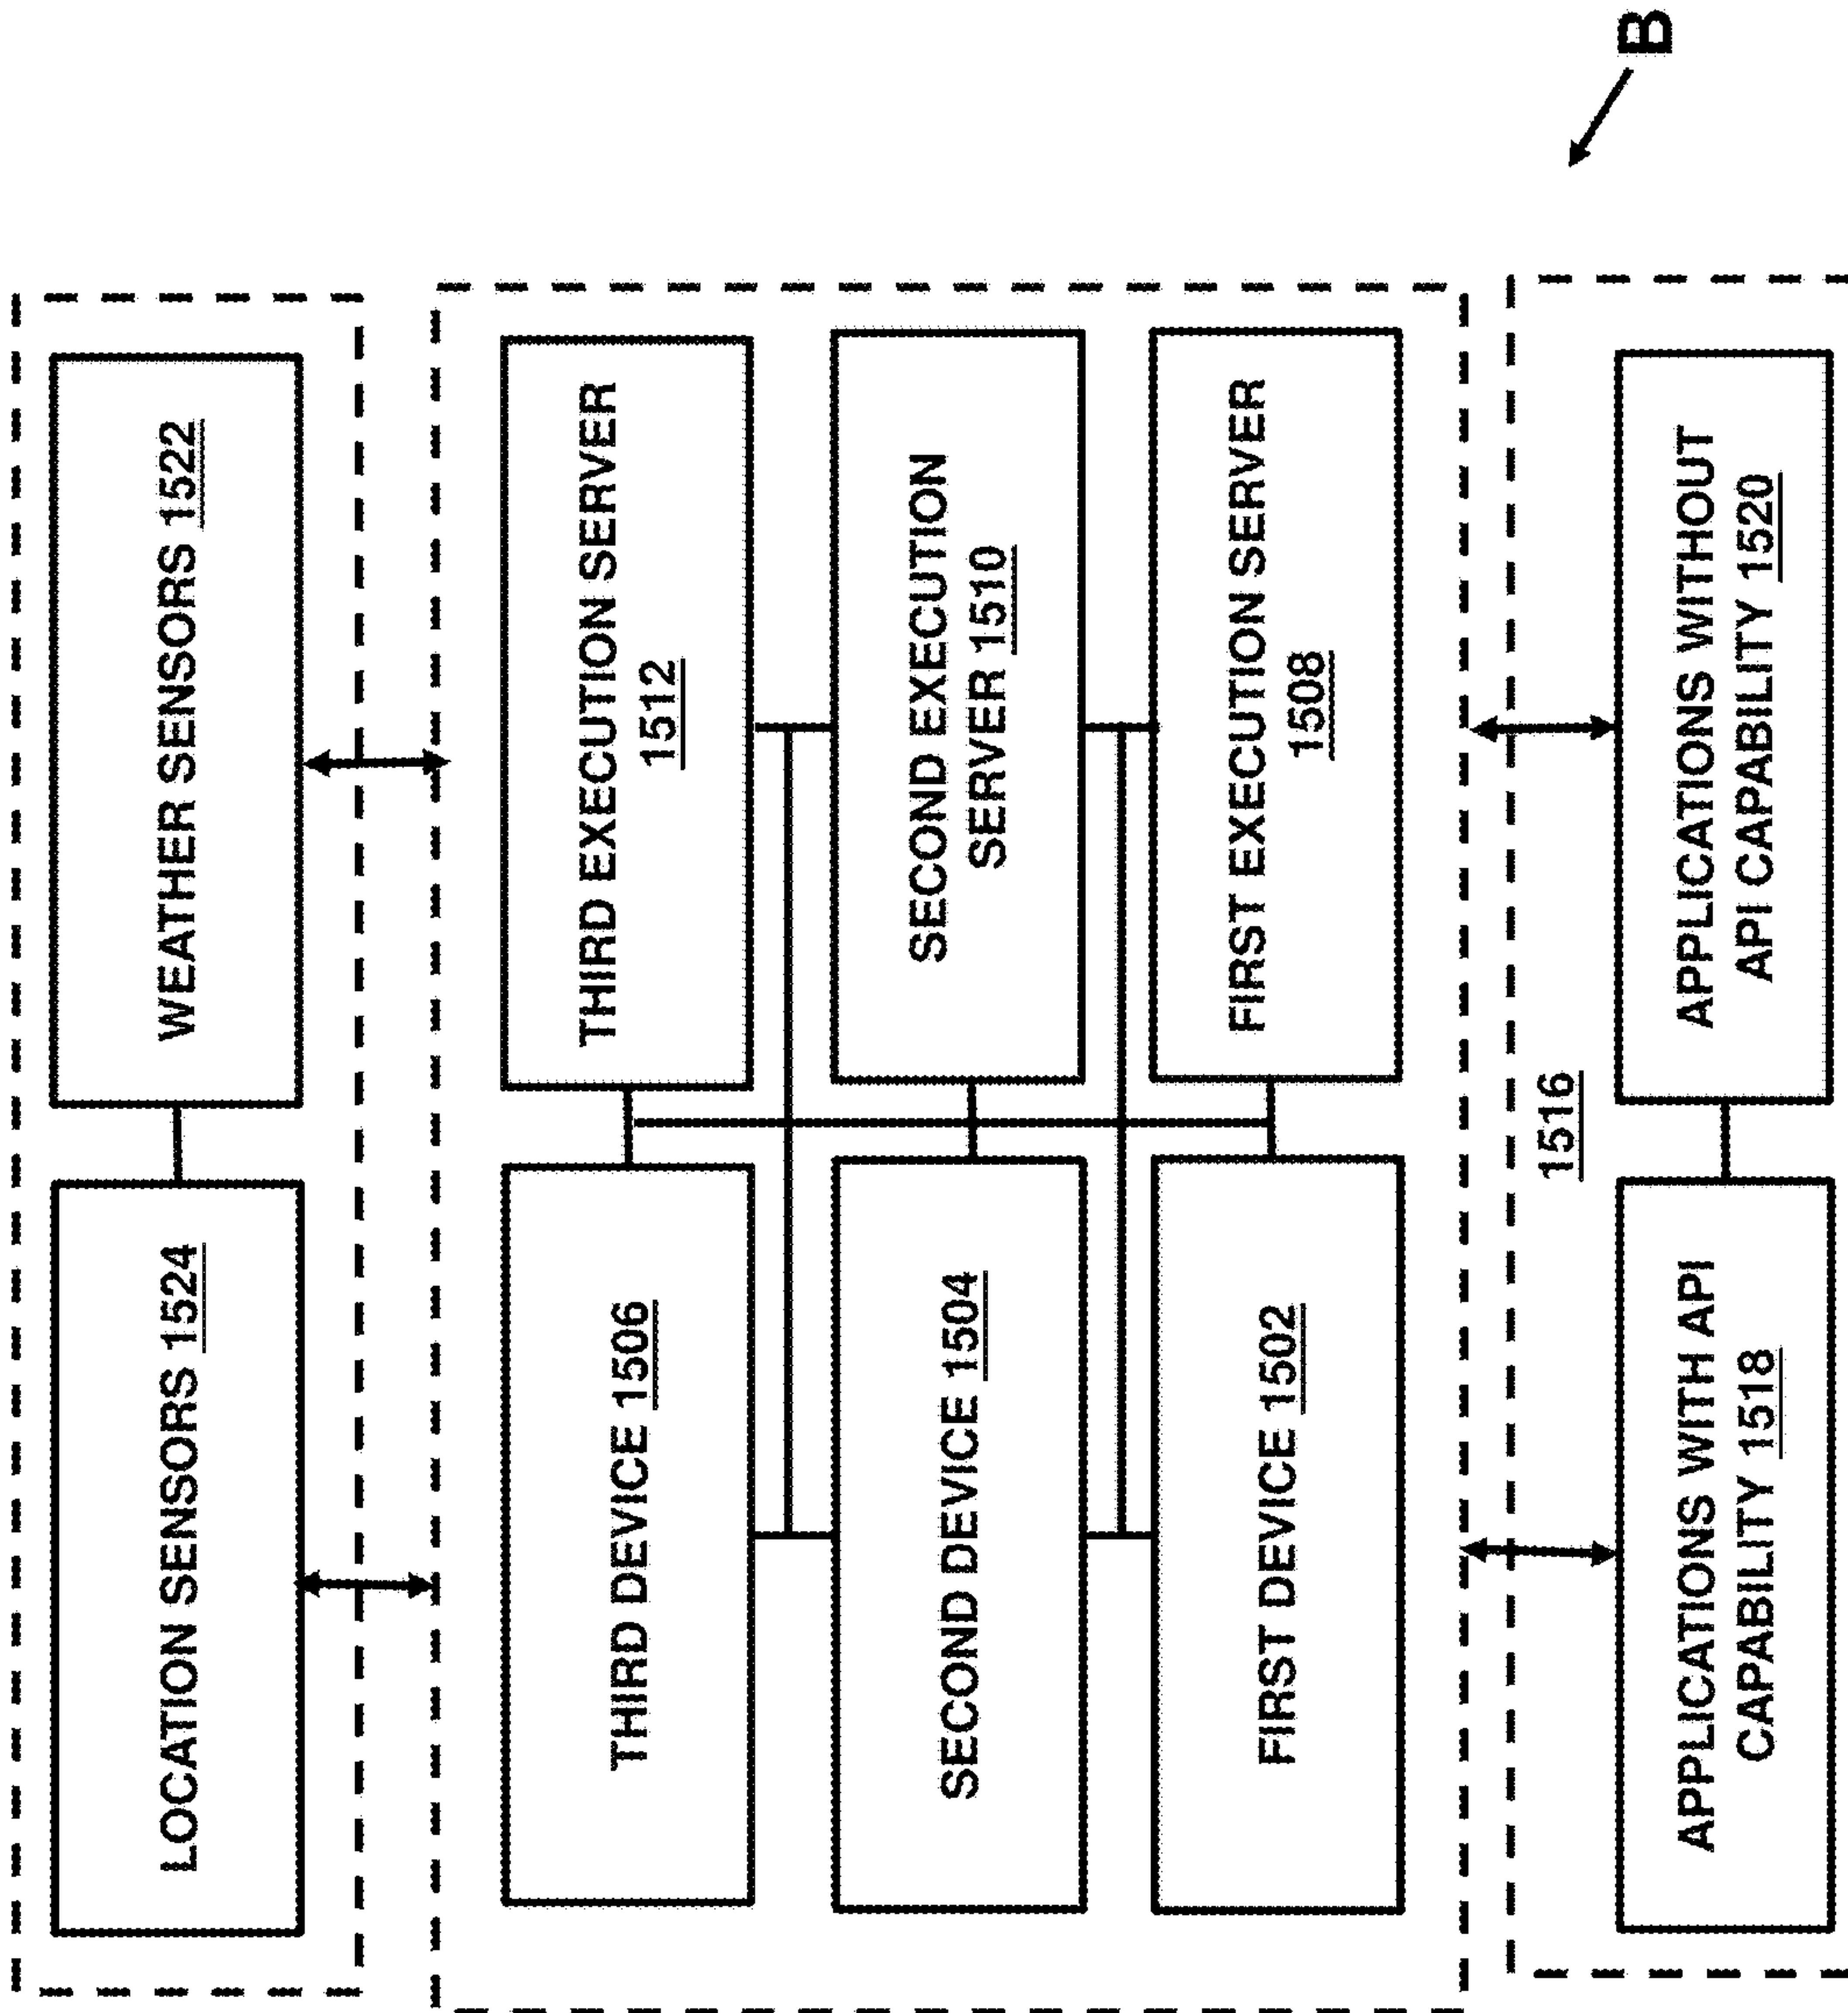 LOCATION SENSORS 1524
WEATHER SENSORS 1522
THIRD DEVICE 1506
THIRD EXECUTION SERVER
1512
SECOND DEVICE 1504
SECOND EXECUTION
SERVER 1510
FIRST DEVICE 1502
FIRST EXECUTION SERVER
1508
1516
APPLICATIONS WITH API
CAPABILITY 1518
APPLICATIONS WITHOUT
API CAPABILITY 1520
B